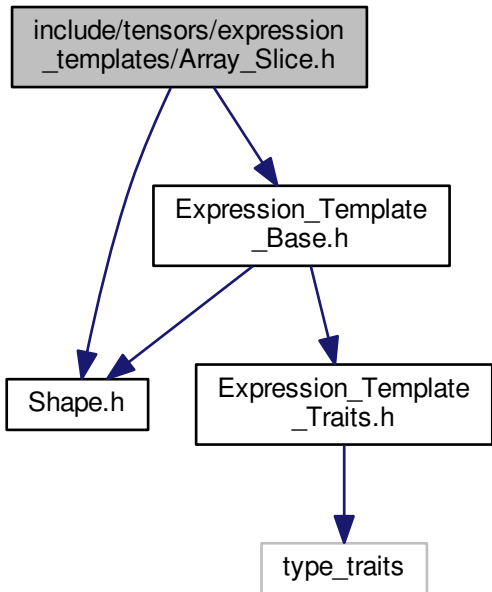 include/tensors/expression
_templates/Array_Slice.h
Expression_Template
_Base.h
Shape.h
Expression_Template
_Traits.h
type_traits